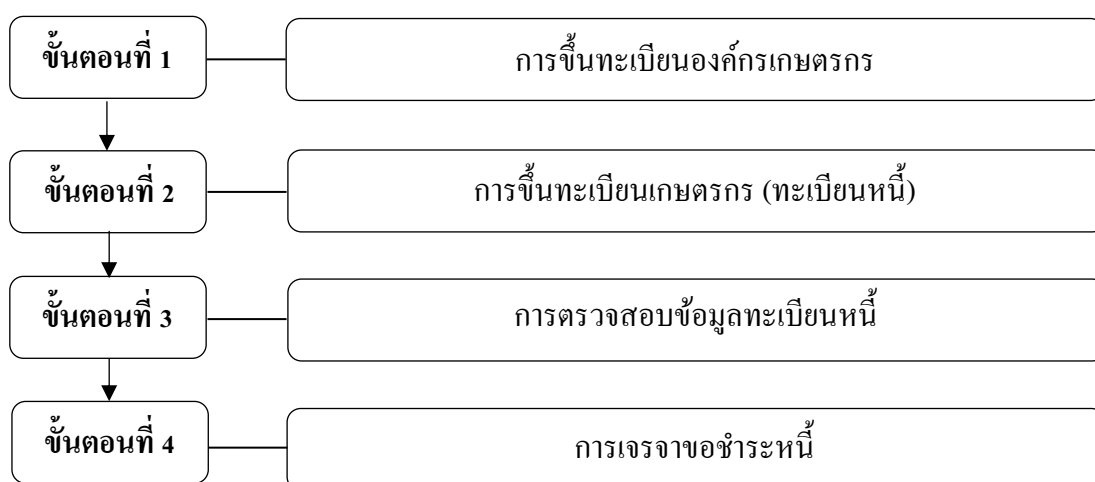 ขั้นตอนที่ 1
การขึ้นทะเบียนองค์กรเกษตรกร
ขั้นตอนที่ 2
การขึ้นทะเบียนเกษตรกร (ทะเบียนหนี้)
ขั้นตอนที่ 3
การตรวจสอบข้อมูลทะเบียนหนี้
ขั้นตอนที่ 4
การเจรจาขอชำระหนี้